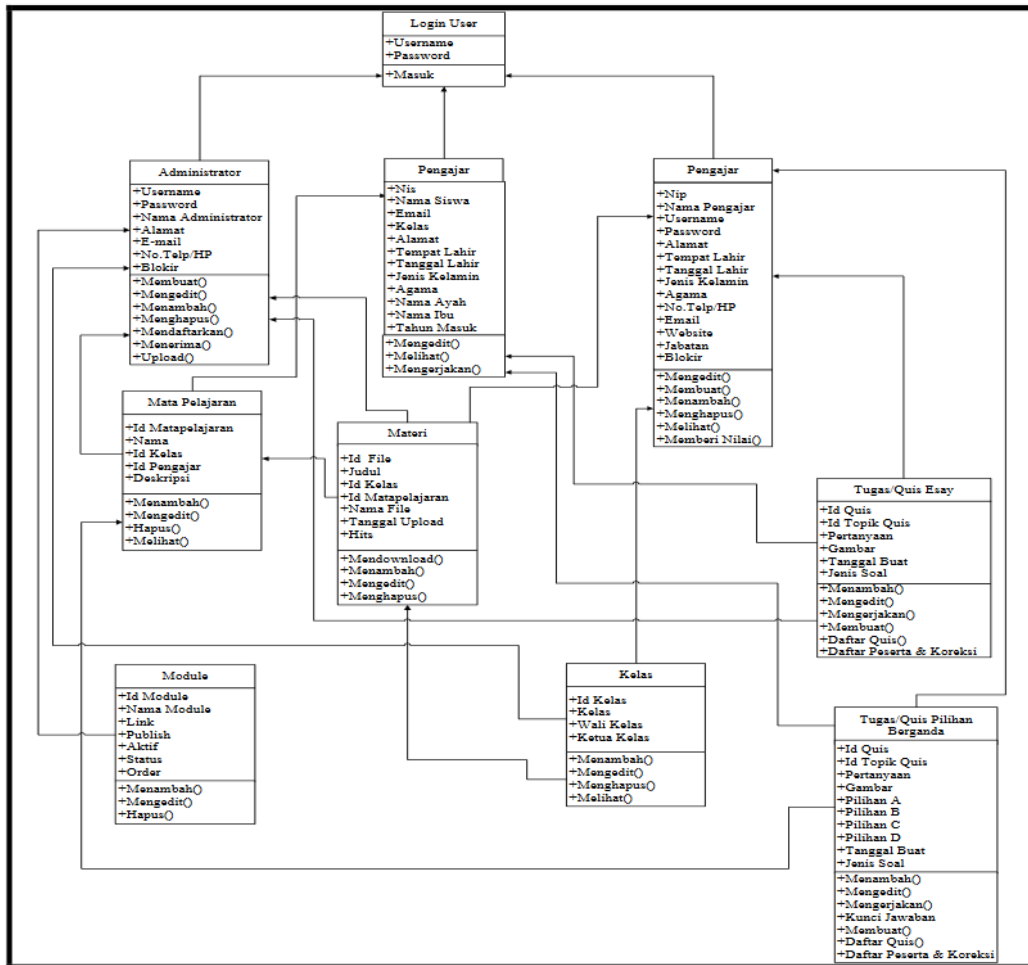 Login User
+Username
+Password
+Masuk
Administrator
+Username
+Password
+Nama Administrator
+Alamat
+E-mail
+No.Telp/HP
+Blokir
+Membuat()
+Mengedit()
+Menambah()
+Menghapus()
+Mendaftarkan()
+Menerima()
+Upload()
Pengajar
+Nis
+Nama Siswa
+Email
+Kelas
+Alamat
+Tempat Lahir
+Tanggal Lahir
+Jenis Kelamin
+Agama
+Nama Ayah
+Nama Ibu
+Tahun Masuk
+Mengedit()
+Melihat()
+Mengerjakan()
Pengajar
+Nip
+Nama Pengajar
+Username
+Password
+Alamat
+Tempat Lahir
+Tanggal Lahir
+Jenis Kelamin
+Agama
+No.Telp/HP
+Email
+Website
+Jabatan
+Blokir
+Mengedit()
+Membuat()
+Menambah()
+Menghapus()
+Melihat()
+Memberi Nilai()
Mata Pelajaran
+Id Matapelajaran
+Nama
+Id Kelas
+Id Pengajar
+Deskripsi
+Menambah()
+Mengedit()
+Hapus()
+Melihat()
Materi
+Id File
+Judul
+Id Kelas
+Id Matapelajaran
+Nama File
+Tanggal Upload
+Hits
+Mendownload()
+Menambah()
+Mengedit()
+Menghapus()
Tugas/Quis Esay
+Id Quis
+Id Topik Quis
+Pertanyaan
+Gambar
+Tanggal Buat
+Jenis Soal
+Menambah()
+Mengedit()
+Mengerjakan()
+Membuat()
+Daftar Quis()
+Daftar Peserta & Koreksi
Module
+Id Module
+Nama Module
+Link
+Publish
+Aktif
+Status
+Order
+Menambah()
+Mengedit()
+Hapus()
Kelas
+Id Kelas
+Kelas
+Wali Kelas
+Ketua Kelas
+Menambah()
+Mengedit()
+Menghapus()
+Melihat()
Tugas/Quis Pilihan
Berganda
+Id Quis
+Id Topik Quis
+Pertanyaan
+Gambar
+Pilihan A
+Pilihan B
+Pilihan C
+Pilihan D
+Tanggal Buat
+Jenis Soal
+Menambah()
+Mengedit()
+Mengerjakan()
+Kunci Jawaban
+Membuat()
+Daftar Quis()
+Daftar Peserta & Koreksi